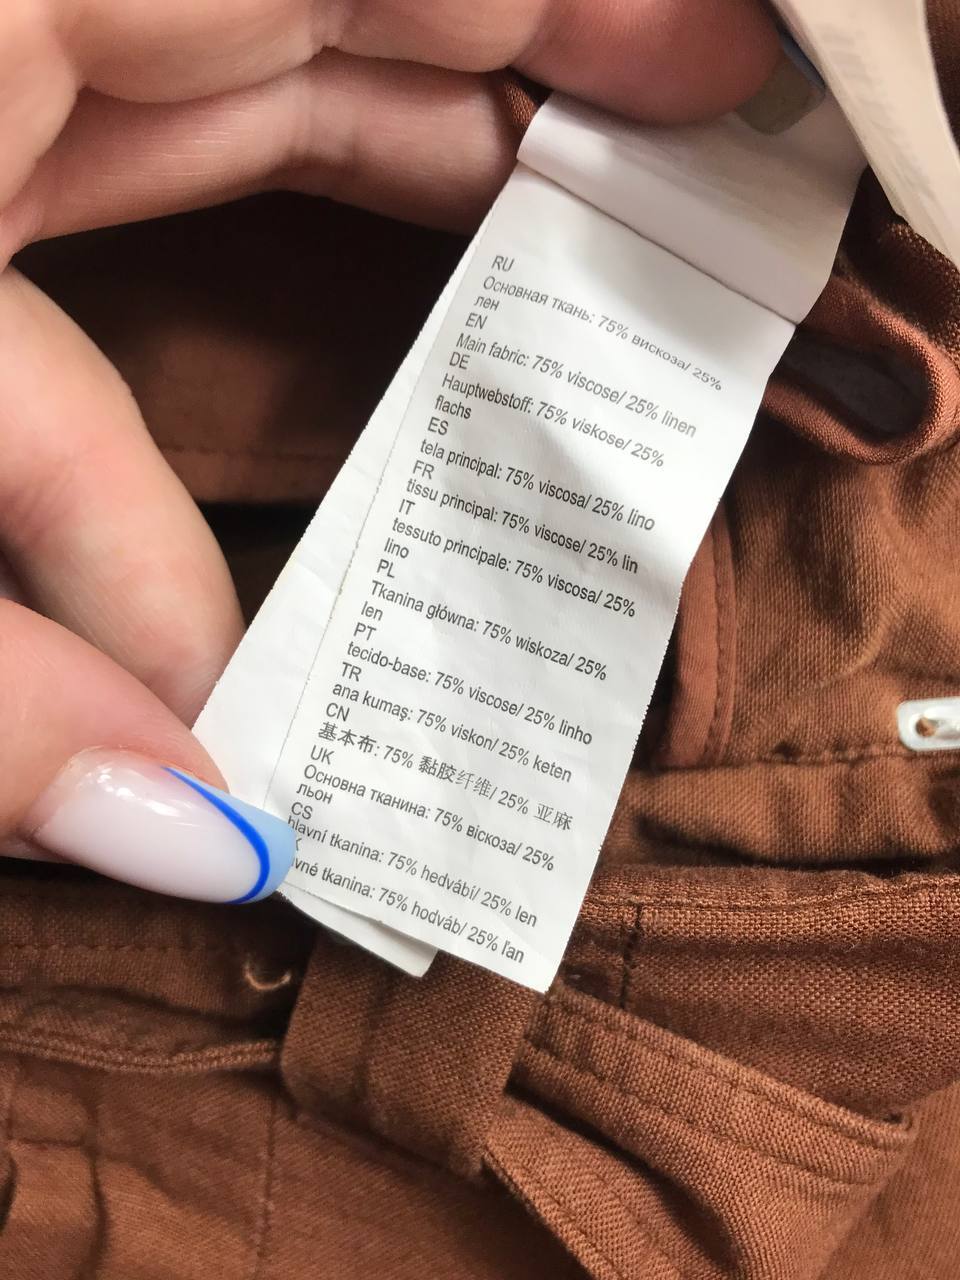 RU
Основная ткань: 75% вискоза/ 25%
лен
EN
Main fabric: 75% viscose/ 25% linen
DE
Hauptwebstoff: 75% viskose/ 25%
flachs
ES
tela principal: 75% viscosa/ 25% lino
FR
tissu principal: 75% viscose/ 25% lin
IT
tessuto principale: 75% viscosa/ 25%
lino
PL
Tkanina główna: 75% wiskoza/ 25%
len
PT
tecido-base: 75% viscose/ 25% linho
TR
ana kumaş: 75% viskon/ 25% keten
CN
基本布: 75% 黏胶纤维/ 25% 亚麻
UK
Основна тканина: 75% віскоза/ 25%
льон
CS
hlavní tkanina: 75% hedvábí/ 25% len
tkanina: 75% hodváb/ 25% ľan